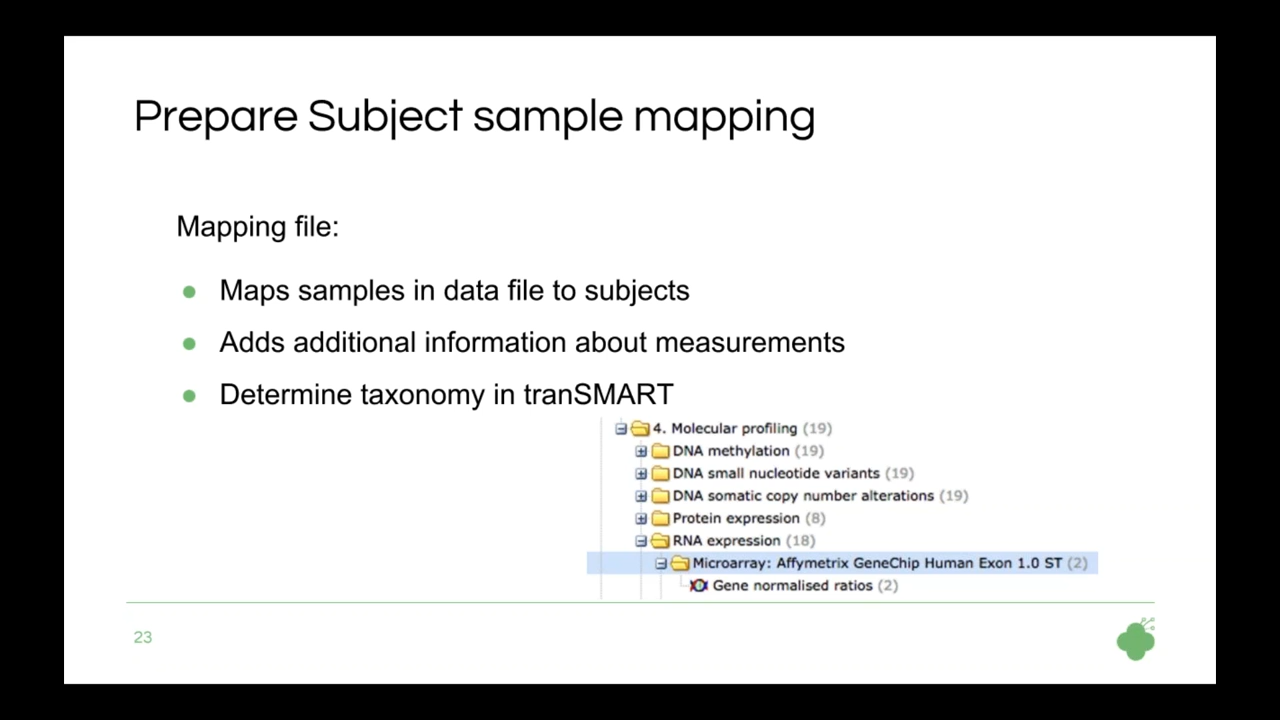 Prepare Subject sample mapping
Mapping file:
Maps samples in data file to subjects
Adds additional information about measurements
Determine taxonomy in tranSMART
4. Molecular profiling (19)
DNA methylation (19)
DNA small nucleotide variants (19)
DNA somatic copy number alterations (19)
Protein expression (8)
RNA expression (18)
Microarray: Affymetrix GeneChip Human Exon 1.0 ST (2)
Gene normalised ratios (2)
23